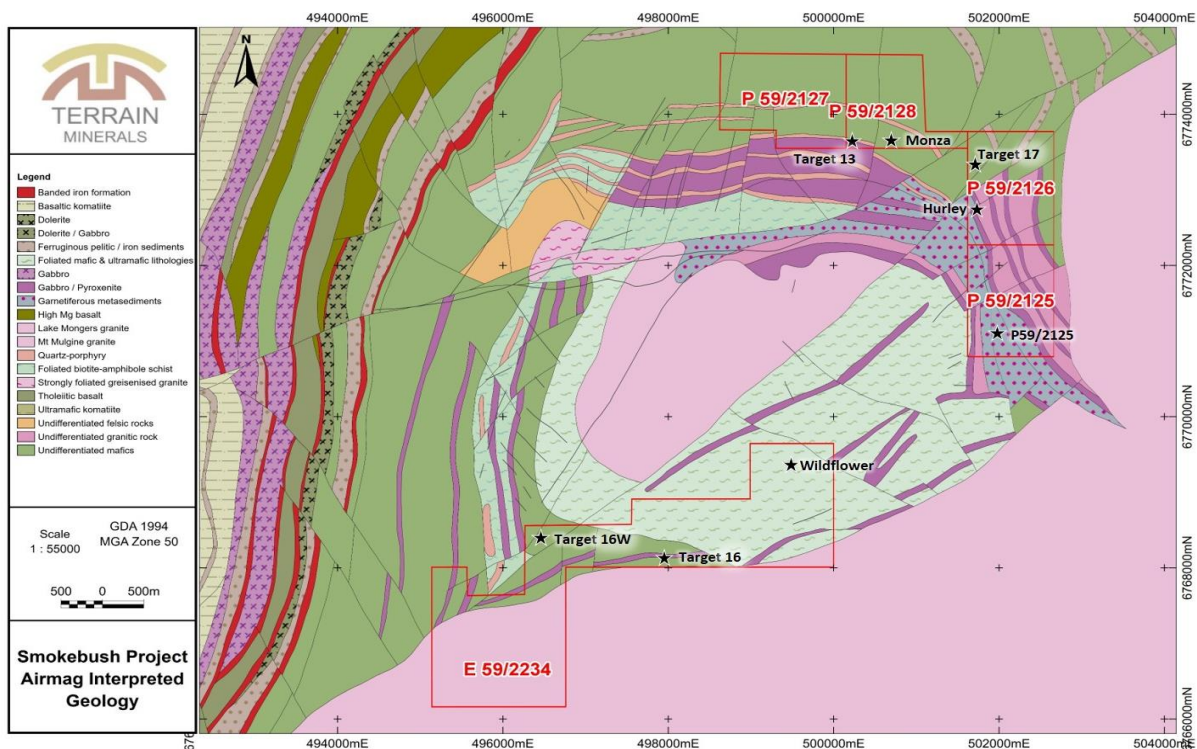 494000mE 496000mE 498000mE 500000mE 502000mE 504000mE
N
TERRAIN
MINERALS
Legend
Banded iron formation
Basaltic komatiite
Dolerite
Dolerite / Gabbro
Ferruginous pelitic / iron sediments
Foliated mafic & ultramafic lithologies
Gabbro
Gabbro / Pyroxenite
Garnetiferous metasediments
High Mg basalt
Lake Mongers granite
Mt Mulgine granite
Quartz-porphyry
Foliated biotite-amphibole schist
Strongly foliated greisenised granite
Tholeiitic basalt
Ultramafic komatiite
Undifferentiated felsic rocks
Undifferentiated granitic rock
Undifferentiated mafics
Scale
1 : 55000
GDA 1994
MGA Zone 50
500 0 500m
Smokebush Project
Airmag Interpreted
Geology
P 59/2127
P 59/2128
Monza
Target 13
Target 17
P 59/2126
Hurley
P 59/2125
P59/2125
Wildflower
Target 16W
Target 16
E 59/2234
6774000mN
6772000mN
6770000mN
6768000mN
6766000mN
494000mE 496000mE 498000mE 500000mE 502000mE